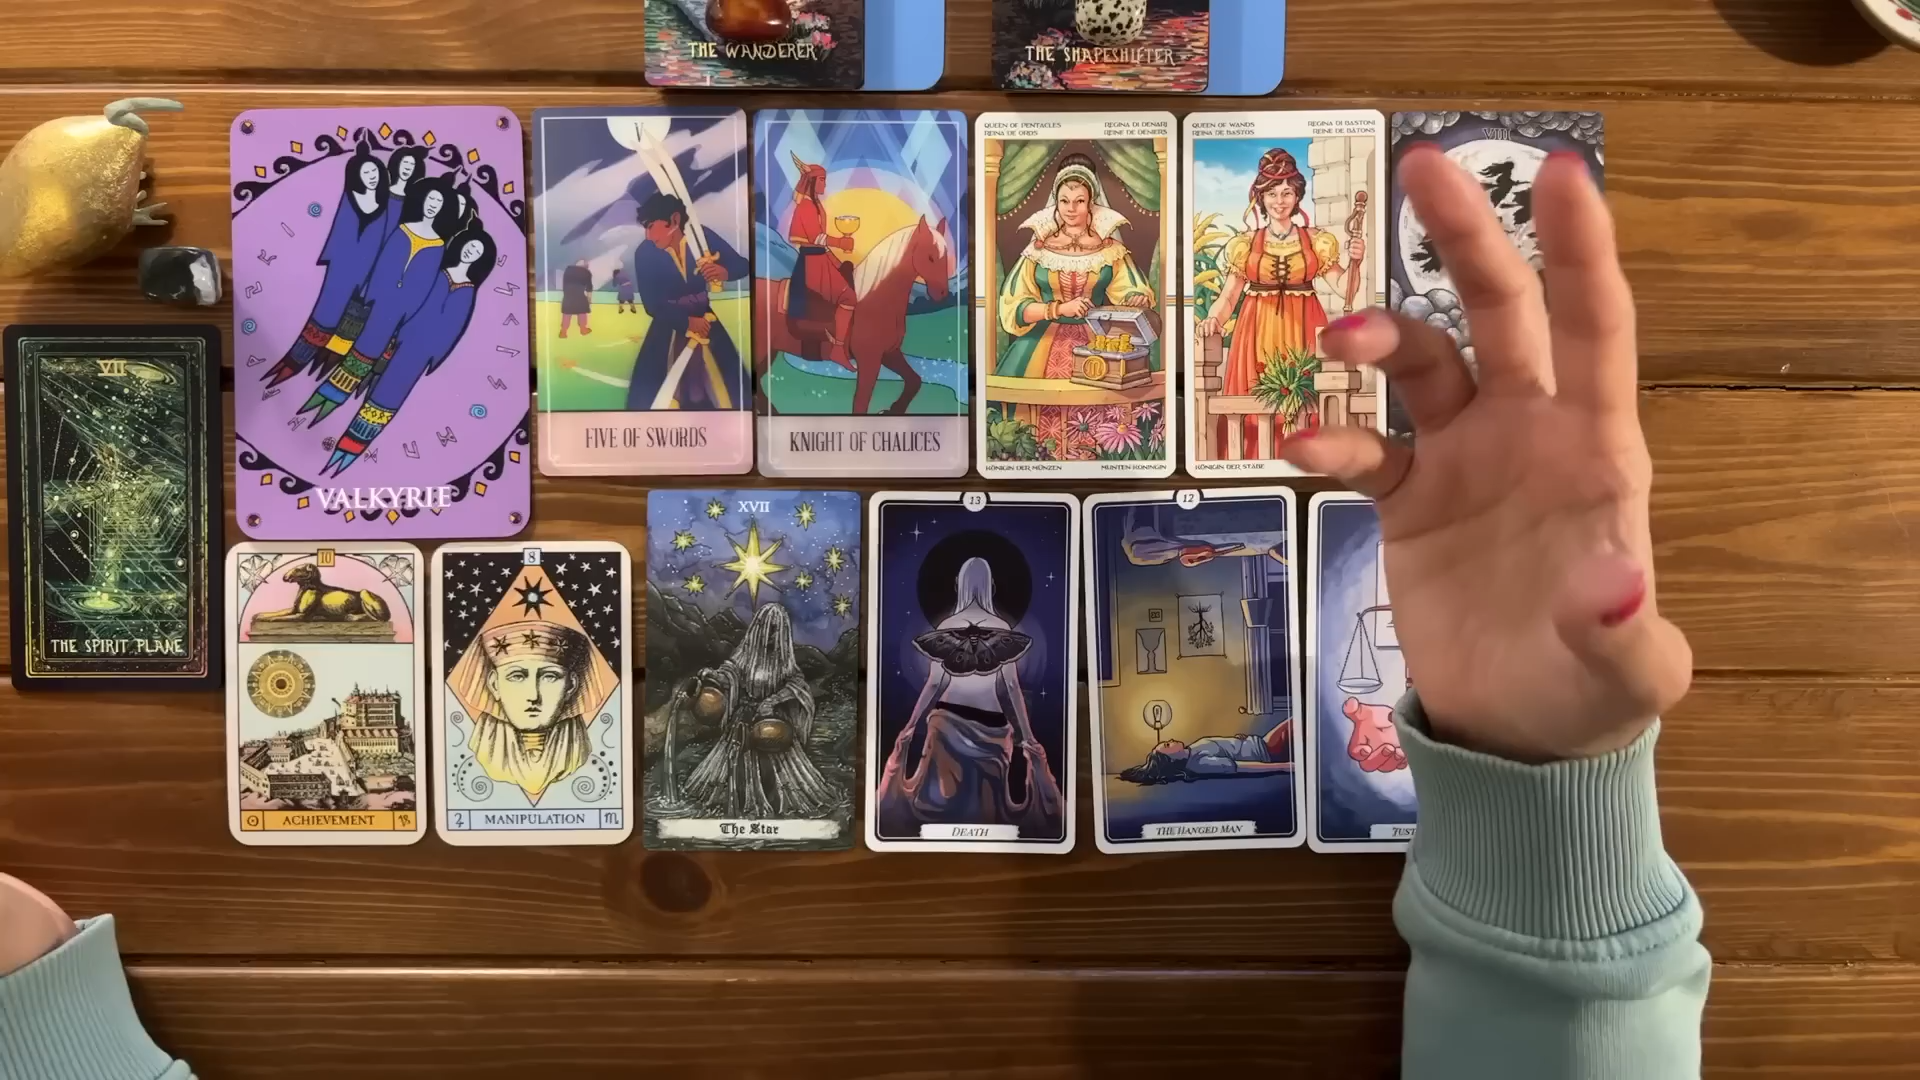 THE WANDERER
THE SHAPESHIFTER
VALKYRIE
V
FIVE OF SWORDS
KNIGHT OF CHALICES
QUEEN OF PENTACLES
REINA DE OROS
REGINA DI DENARI
REINE DE DENIERS
KÖNIGIN DER MÜNZEN
MUNTEN KONINGIN
QUEEN OF WANDS
REINA DE BASTOS
REGINA DI BASTONI
REINE DE BÂTONS
KÖNIGIN DER STÄBE
VIII
VII
THE SPIRIT PLANE
10
ACHIEVEMENT
8
MANIPULATION
XVII
The Star
13
DEATH
12
THE HANGED MAN
JUST